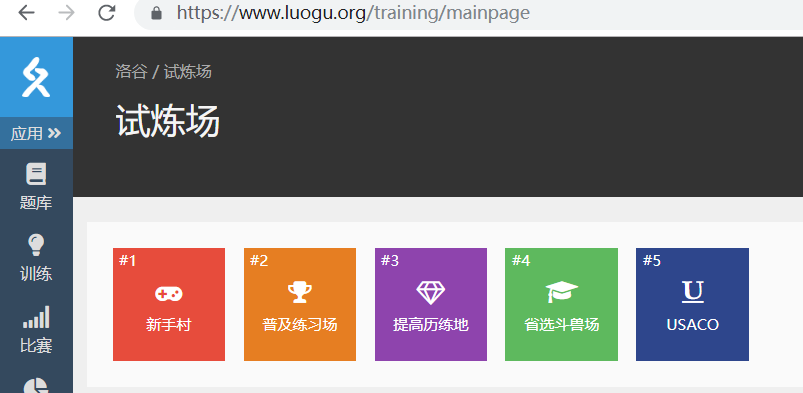 https://www.luogu.org/training/mainpage
洛谷 / 试炼场
试炼场
应用
题库
训练
比赛
#1
新手村
#2
普及练习场
#3
提高历练地
#4
省选斗兽场
#5
U
USACO